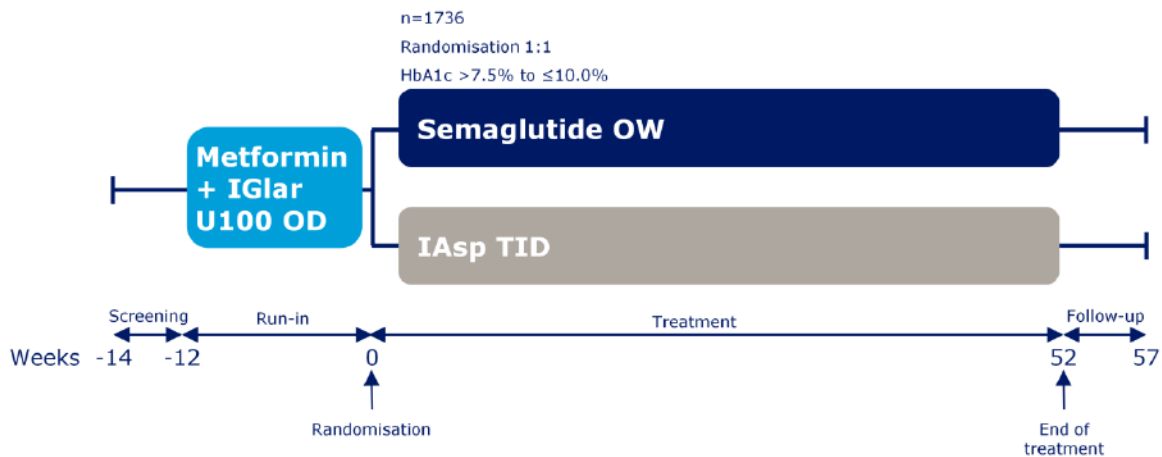 n=1736
Randomisation 1:1
HbA1c >7.5% to ≤10.0%
Semaglutide OW
Metformin
+ IGlar
U100 OD
IAsp TID
Screening Run-in Treatment Follow-up
Weeks -14 -12 0 52 57
Randomisation
End of
treatment